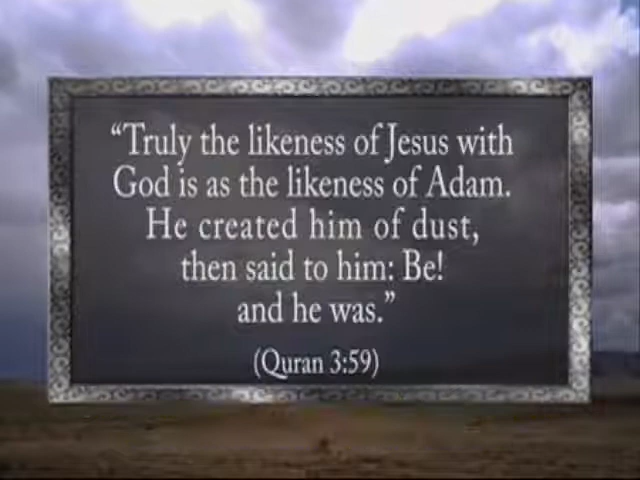 “Truly the likeness of Jesus with
God is as the likeness of Adam.
He created him of dust,
then said to him: Be!
and he was.”
(Quran 3:59)